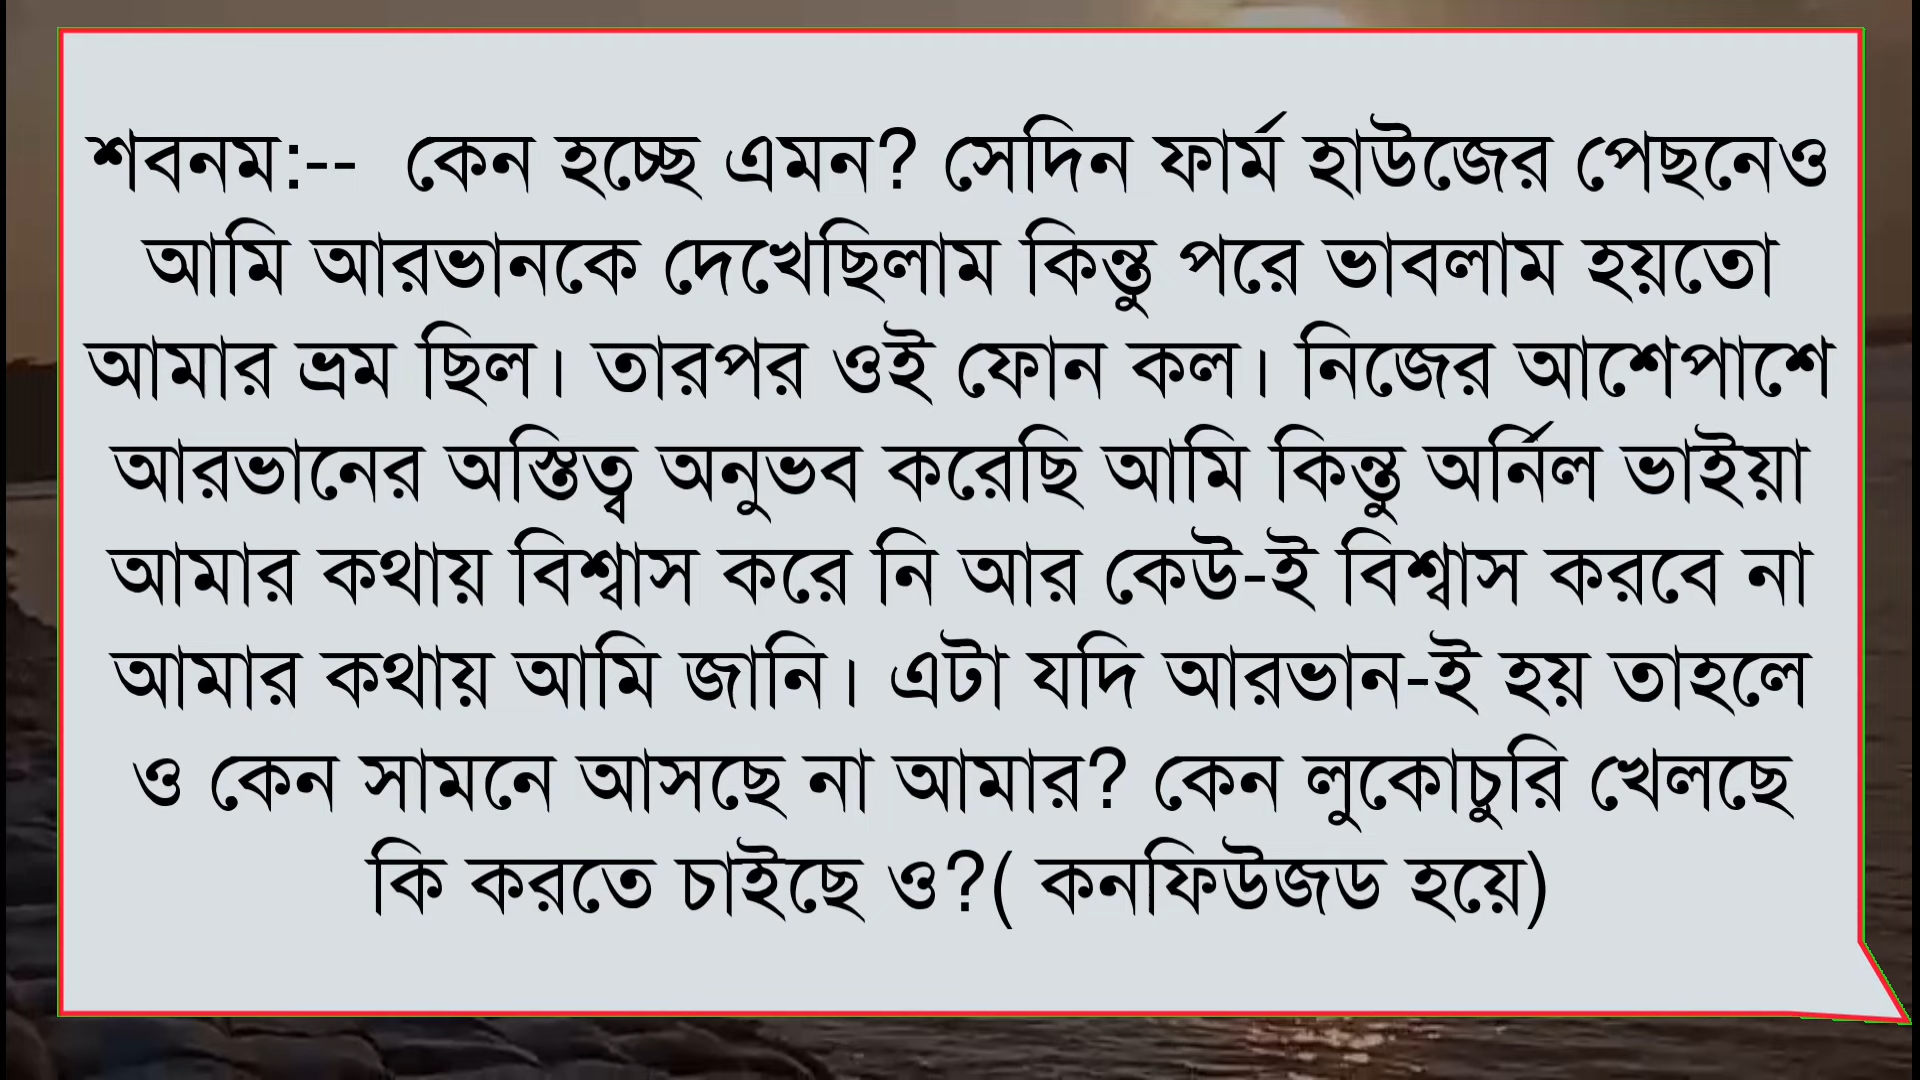 শবনম:-- কেন হচ্ছে এমন? সেদিন ফার্ম হাউজের পেছনেও
আমি আরভানকে দেখেছিলাম কিন্তু পরে ভাবলাম হয়তো
আমার ভ্রম ছিল। তারপর ওই ফোন কল। নিজের আশেপাশে
আরভানের অস্তিত্ব অনুভব করেছি আমি কিন্তু অর্নিল ভাইয়া
আমার কথায় বিশ্বাস করে নি আর কেউ-ই বিশ্বাস করবে না
আমার কথায় আমি জানি। এটা যদি আরভান-ই হয় তাহলে
ও কেন সামনে আসছে না আমার? কেন লুকোচুরি খেলছে
কি করতে চাইছে ও?( কনফিউজড হয়ে)